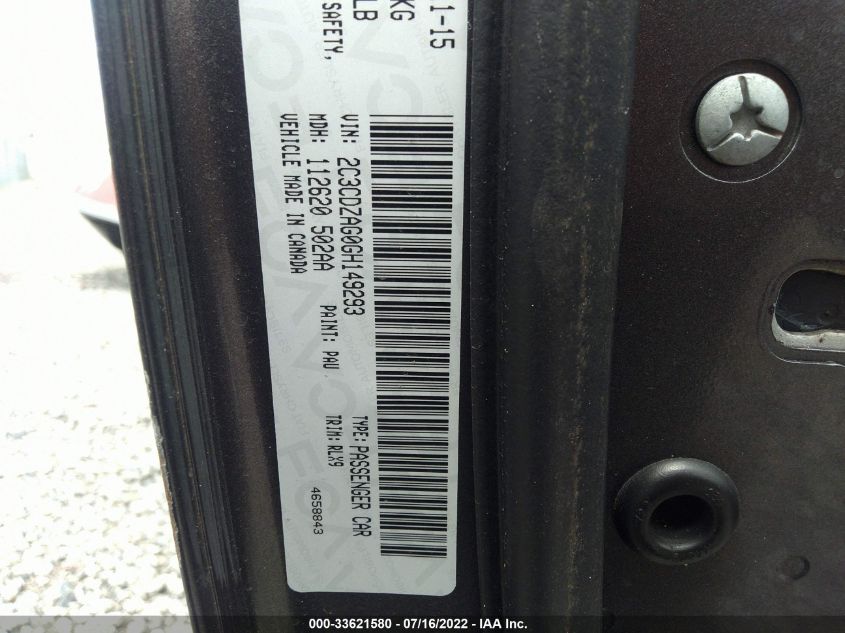 1-15
KG
LB
SAFETY,
VIN: 2C3CDZAG0GH149293
TYPE: PASSENGER CAR
MDH: 112620 502AA
PAINT: PAU
TRIM: RLX9
VEHICLE MADE IN CANADA
4658843
000-33621580 - 07/16/2022 - IAA Inc.